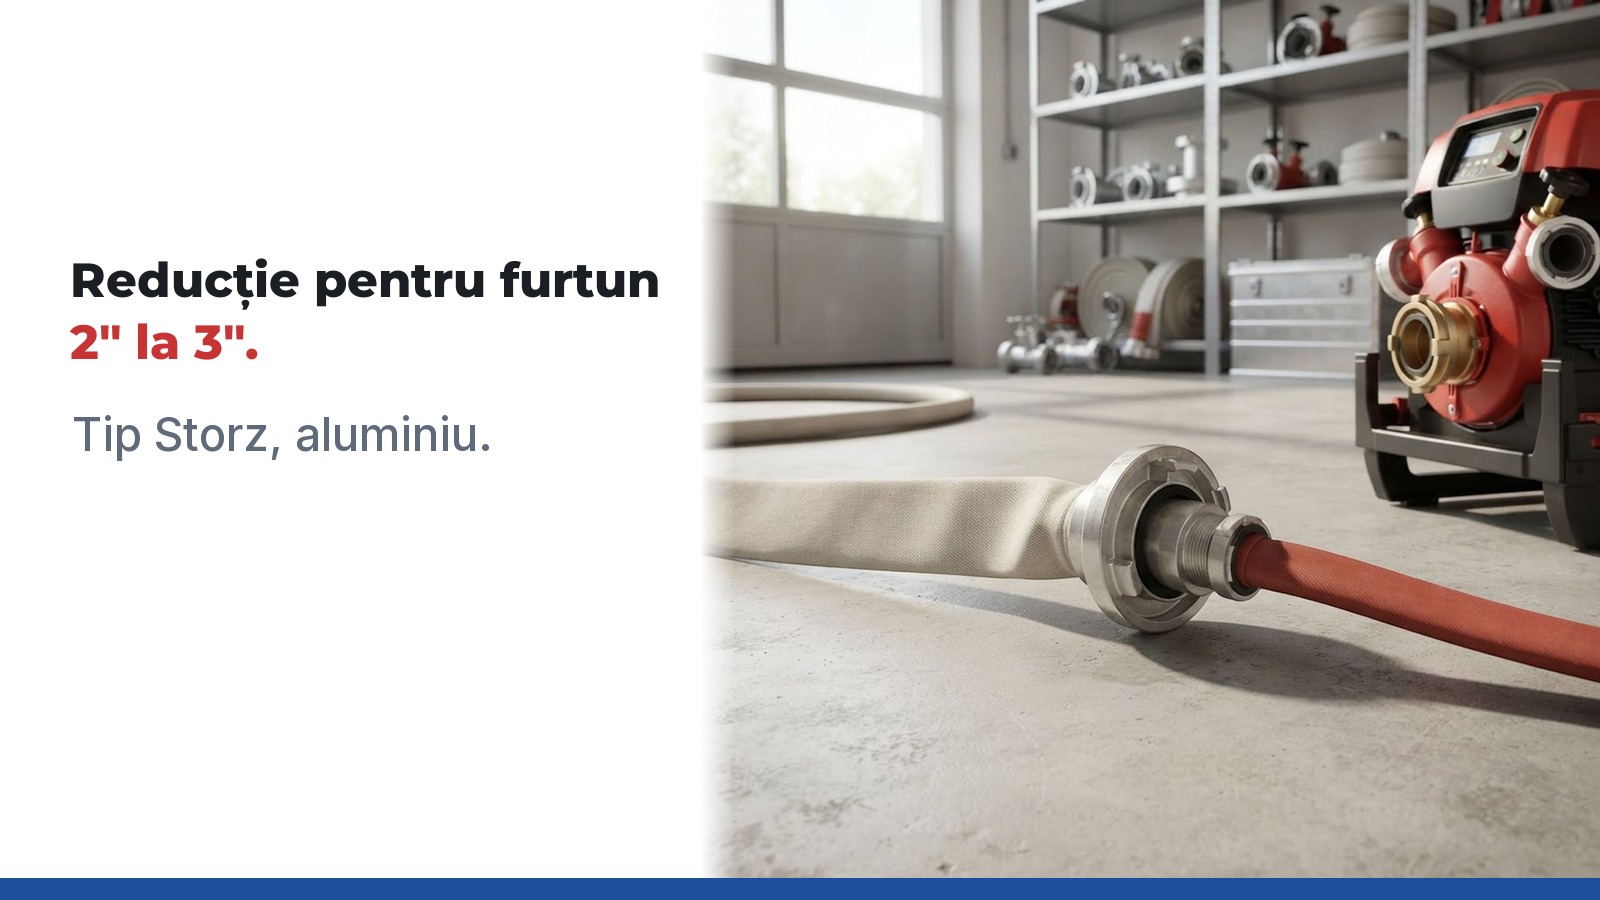 Reducție pentru furtun
2" la 3".
Tip Storz, aluminiu.